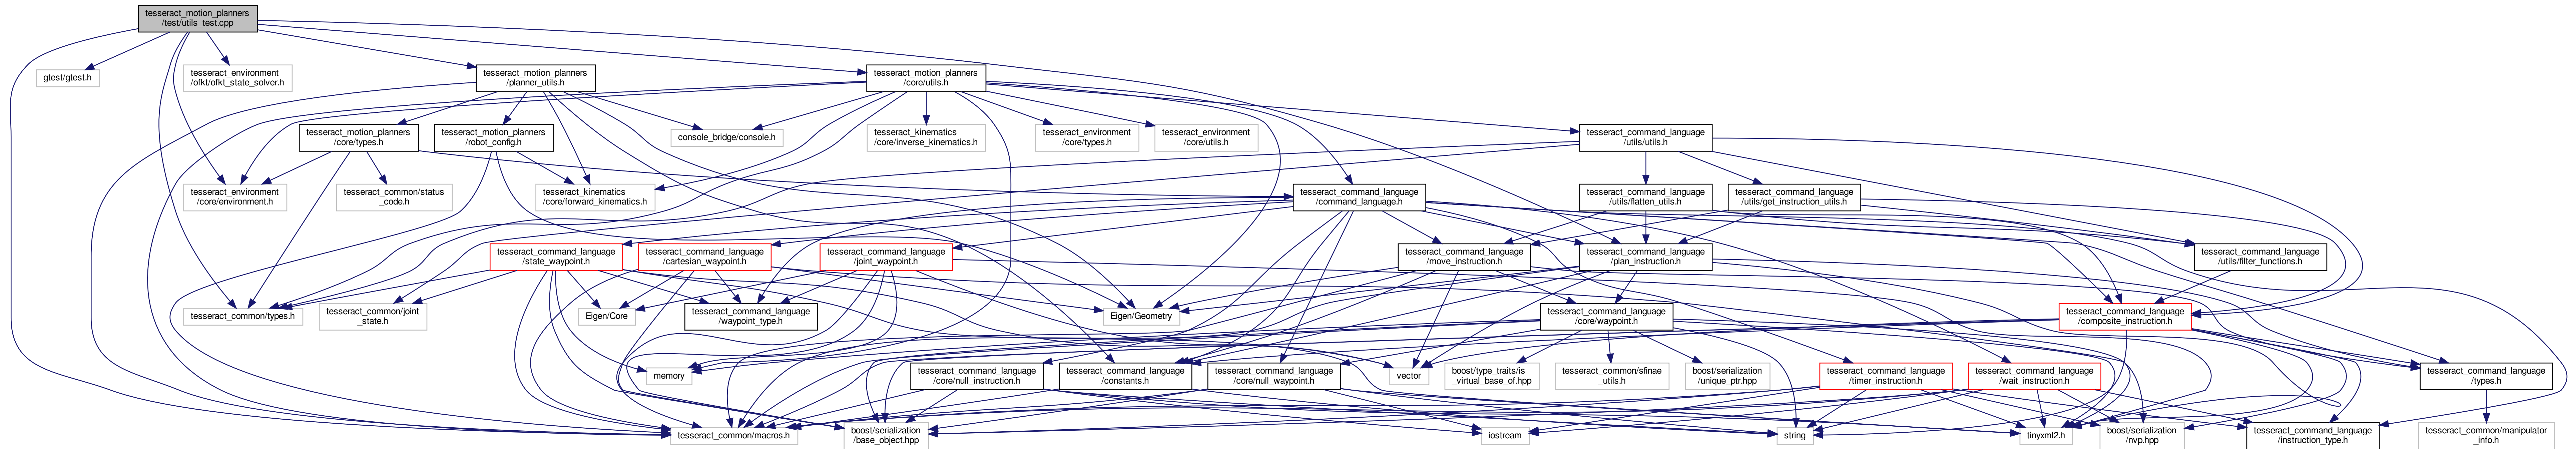 tesseract_motion_planners
/test/utils_test.cpp
gtest/gtest.h
tesseract_environment
/ofkt/ofkt_state_solver.h
tesseract_motion_planners
/planner_utils.h
tesseract_motion_planners
/core/utils.h
tesseract_motion_planners
/core/types.h
tesseract_motion_planners
/robot_config.h
console_bridge/console.h
tesseract_kinematics
/core/inverse_kinematics.h
tesseract_environment
/core/types.h
tesseract_environment
/core/utils.h
tesseract_command_language
/utils/utils.h
tesseract_environment
/core/environment.h
tesseract_common/status
_code.h
tesseract_kinematics
/core/forward_kinematics.h
tesseract_command_language
/command_language.h
tesseract_command_language
/utils/flatten_utils.h
tesseract_command_language
/utils/get_instruction_utils.h
tesseract_command_language
/state_waypoint.h
tesseract_command_language
/cartesian_waypoint.h
tesseract_command_language
/joint_waypoint.h
tesseract_command_language
/move_instruction.h
tesseract_command_language
/plan_instruction.h
tesseract_command_language
/utils/filter_functions.h
tesseract_common/types.h
tesseract_common/joint
_state.h
Eigen/Core
tesseract_command_language
/waypoint_type.h
Eigen/Geometry
tesseract_command_language
/core/waypoint.h
tesseract_command_language
/composite_instruction.h
memory
tesseract_command_language
/core/null_instruction.h
tesseract_command_language
/constants.h
tesseract_command_language
/core/null_waypoint.h
vector
boost/type_traits/is
_virtual_base_of.hpp
tesseract_common/sfinae
_utils.h
boost/serialization
/unique_ptr.hpp
tesseract_command_language
/timer_instruction.h
tesseract_command_language
/wait_instruction.h
tesseract_command_language
/types.h
tesseract_common/macros.h
boost/serialization
/base_object.hpp
iostream
string
tinyxml2.h
boost/serialization
/nvp.hpp
tesseract_command_language
/instruction_type.h
tesseract_common/manipulator
_info.h